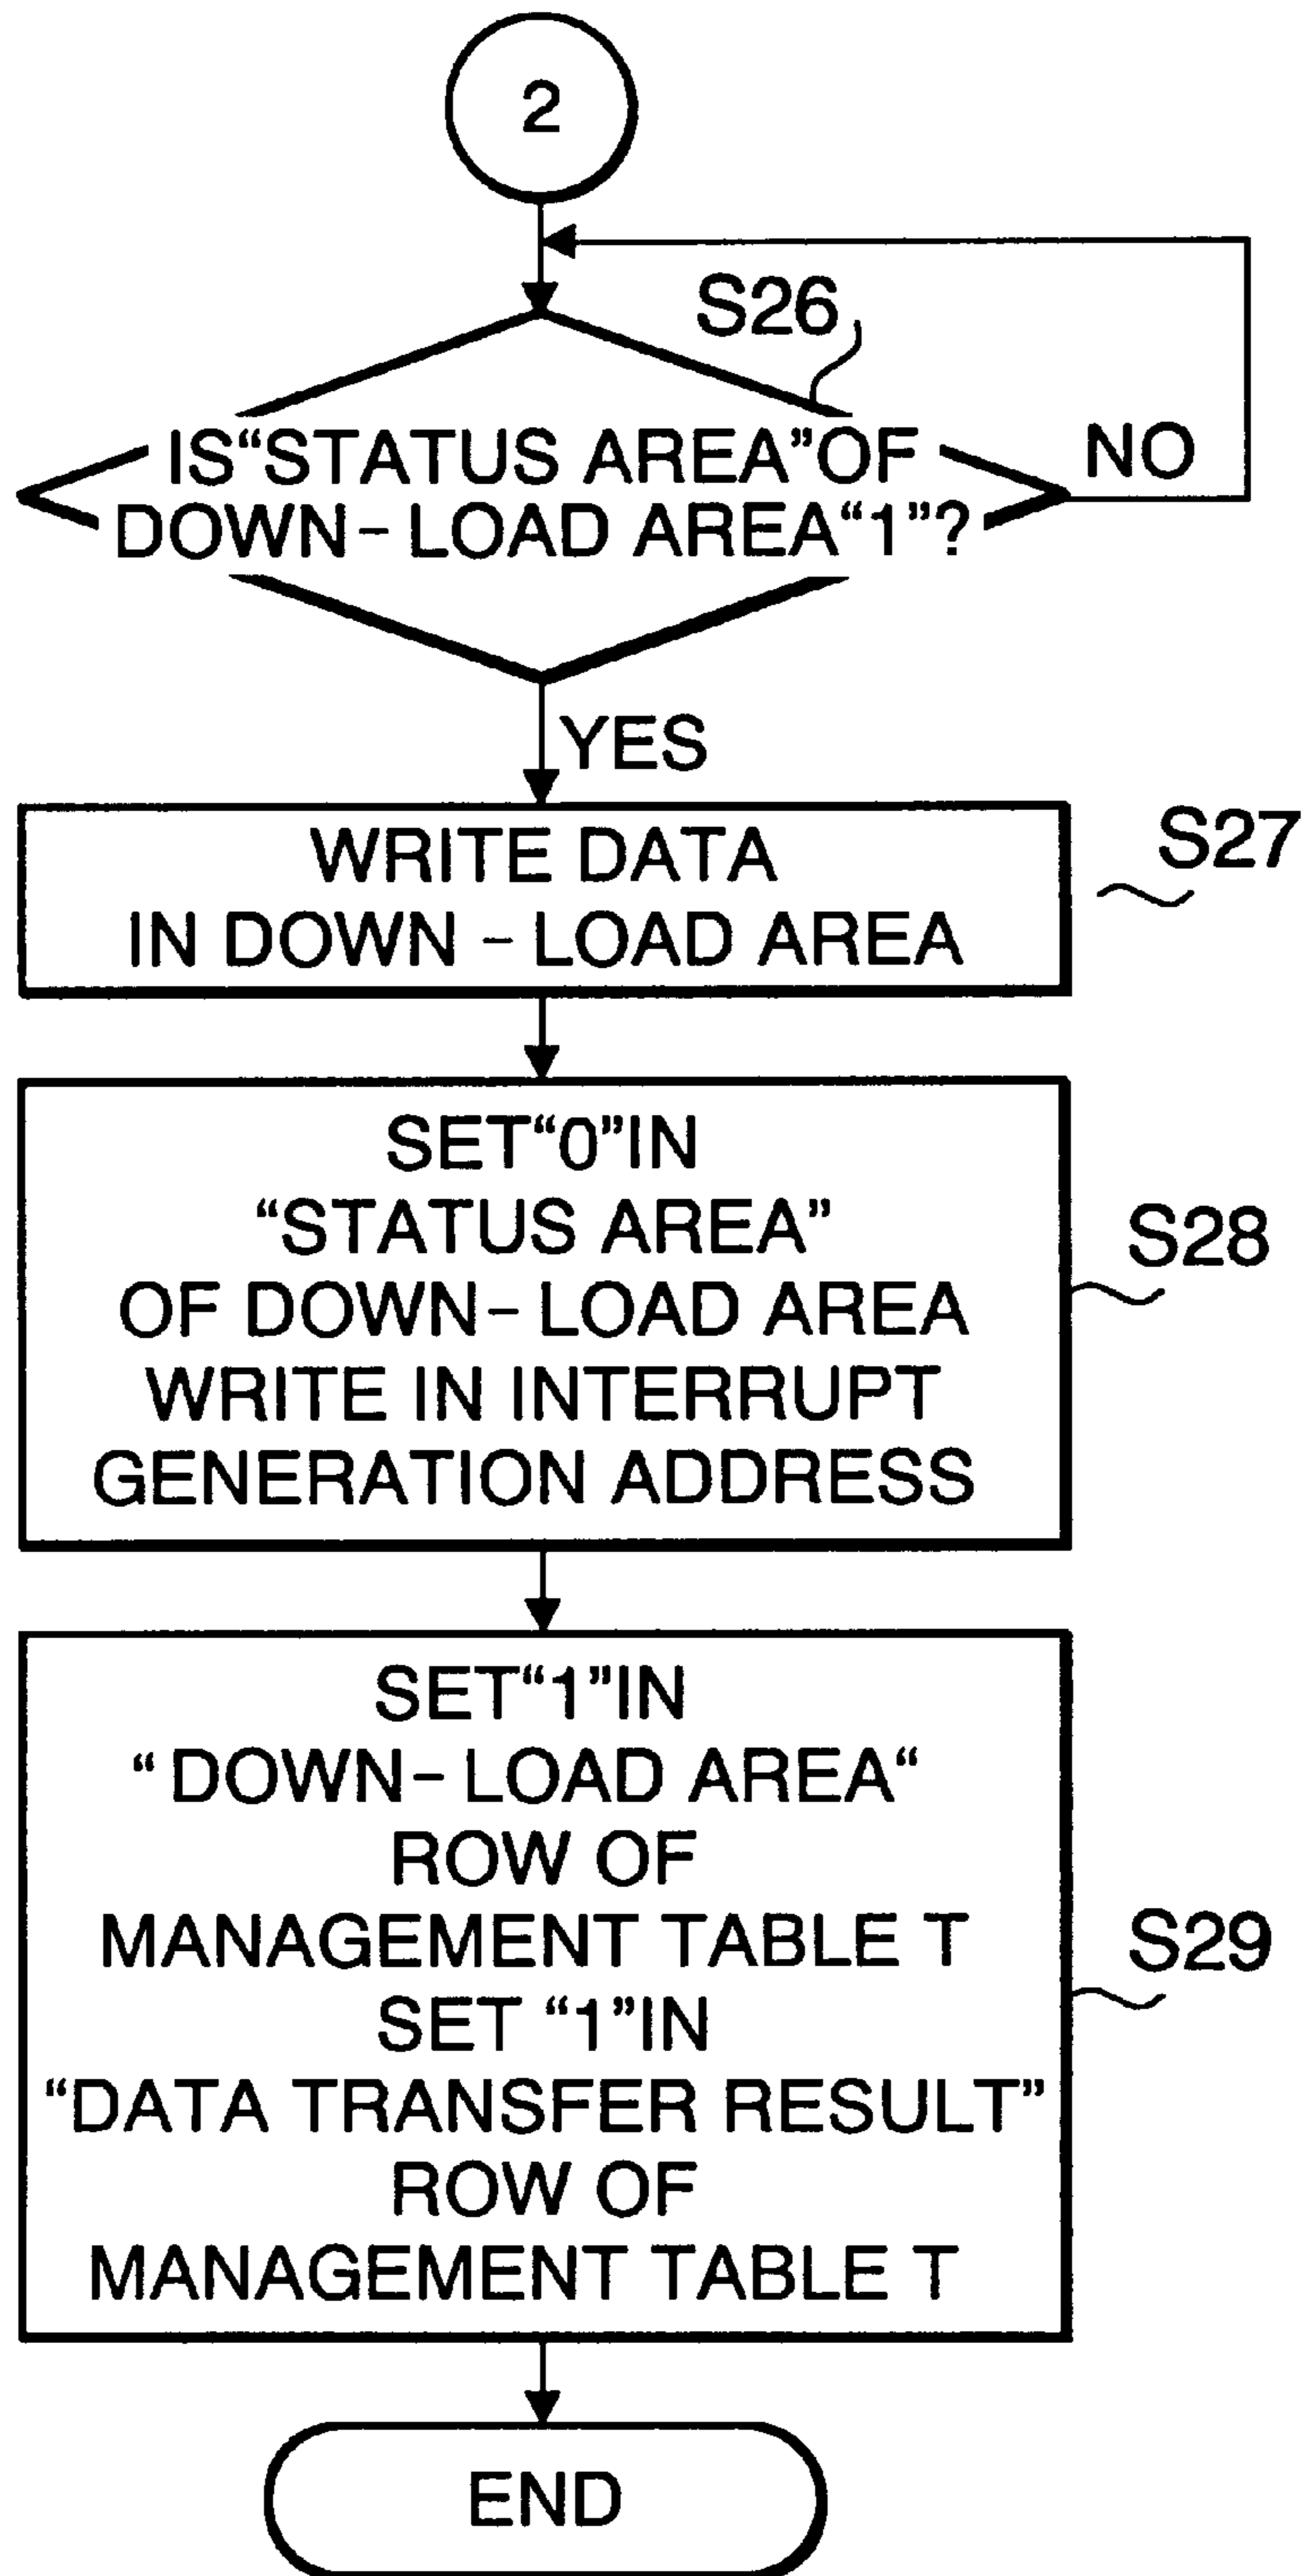 2
S26
IS“STATUS AREA”OF
DOWN-LOAD AREA“1”?
NO
YES
WRITE DATA
IN DOWN-LOAD AREA
S27
SET“0”IN
“STATUS AREA”
OF DOWN-LOAD AREA
WRITE IN INTERRUPT
GENERATION ADDRESS
S28
SET“1”IN
“DOWN-LOAD AREA“
ROW OF
MANAGEMENT TABLE T
SET “1”IN
“DATA TRANSFER RESULT”
ROW OF
MANAGEMENT TABLE T
S29
END